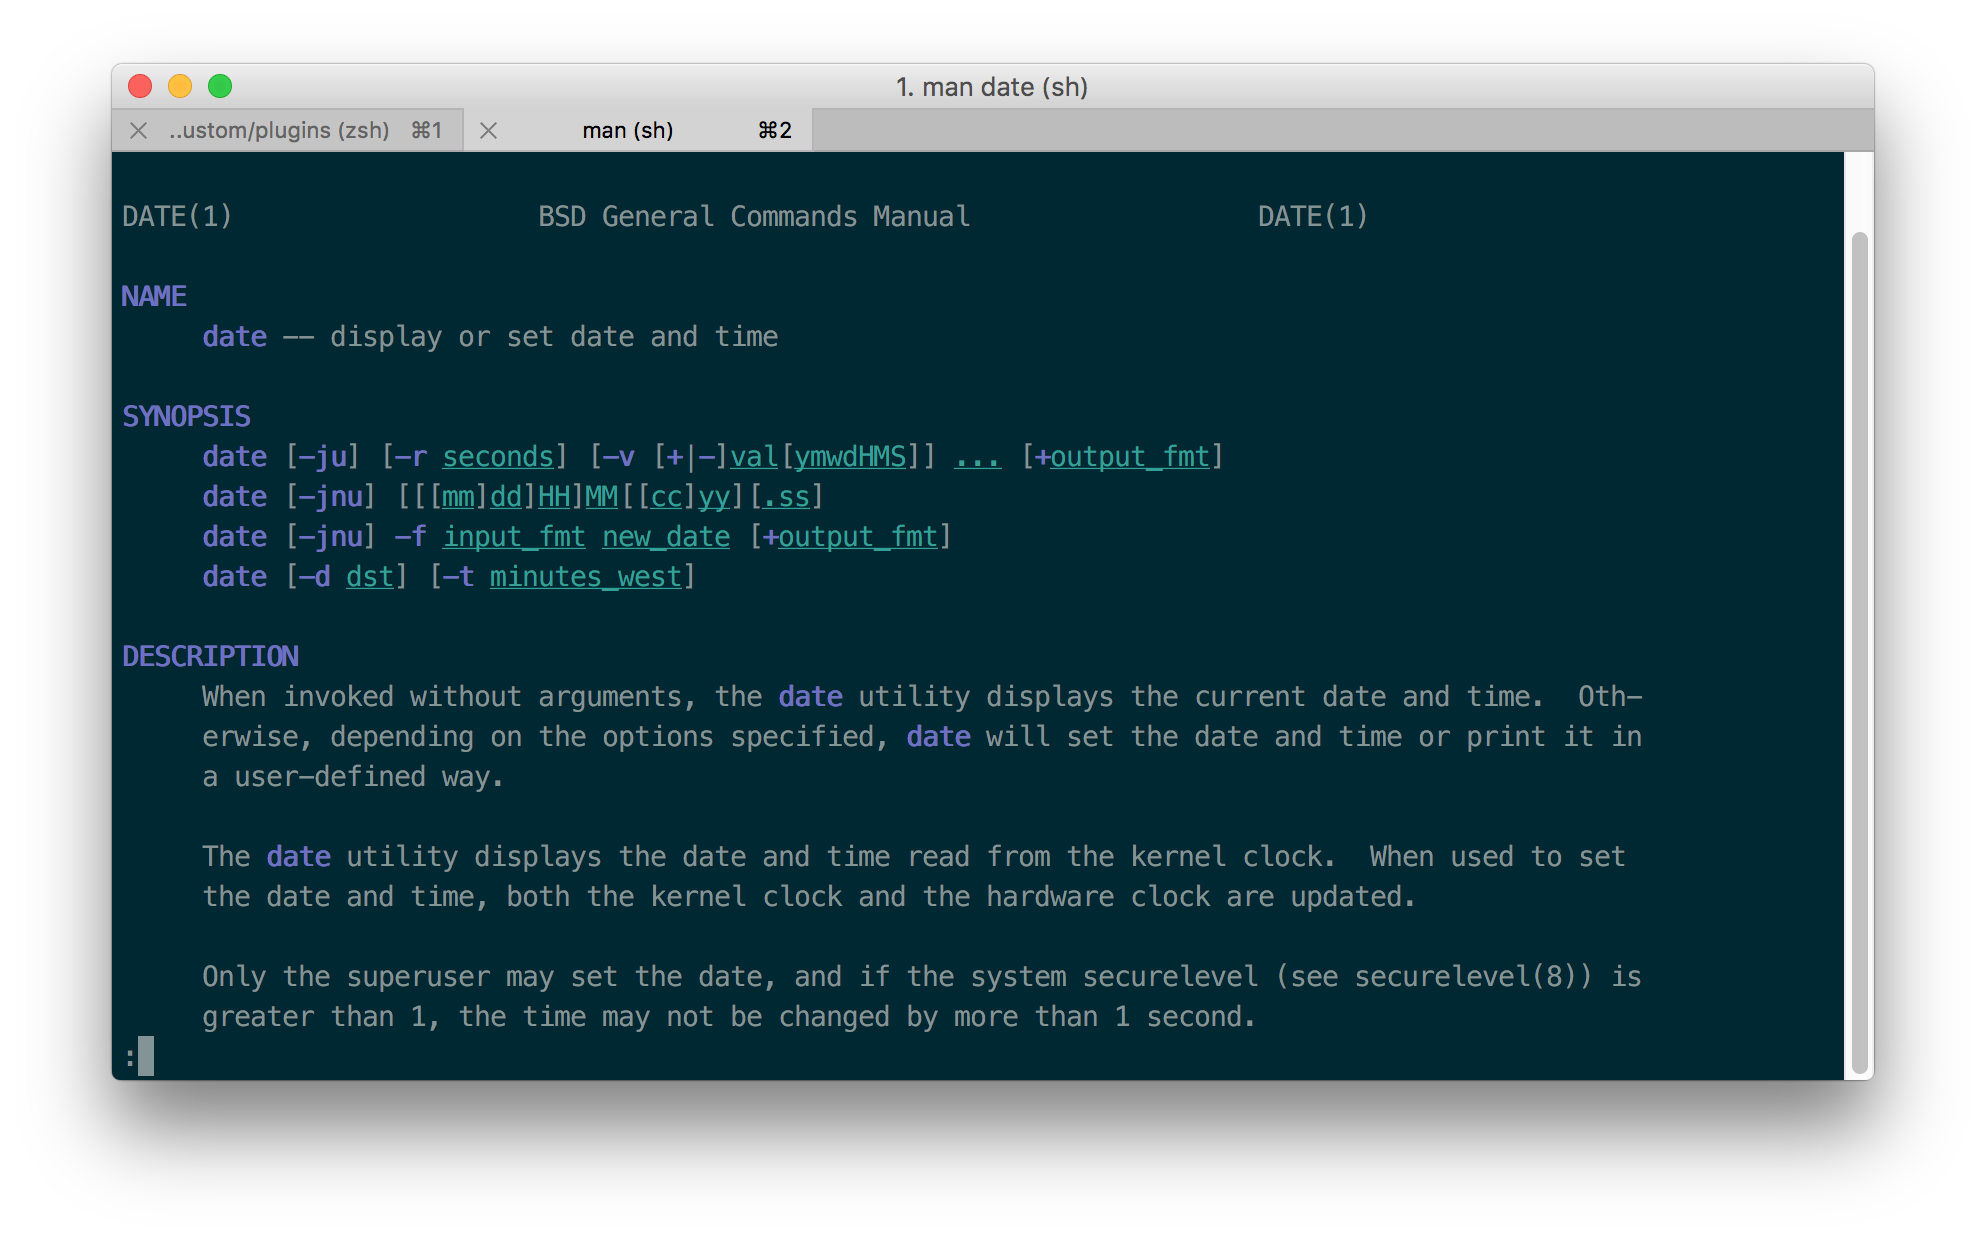 1. man date (sh)
..ustom/plugins (zsh) ⌘1 man (sh) ⌘2
DATE(1) BSD General Commands Manual DATE(1)
NAME
date -- display or set date and time
SYNOPSIS
date [-ju] [-r seconds] [-v [+|-]val[ymwdHMS]] ... [+output_fmt]
date [-jnu] [[[mm]dd]HH]MM[[cc]yy][.ss]
date [-jnu] -f input_fmt new_date [+output_fmt]
date [-d dst] [-t minutes_west]
DESCRIPTION
When invoked without arguments, the date utility displays the current date and time. Oth-
erwise, depending on the options specified, date will set the date and time or print it in
a user-defined way.
The date utility displays the date and time read from the kernel clock. When used to set
the date and time, both the kernel clock and the hardware clock are updated.
Only the superuser may set the date, and if the system securelevel (see securelevel(8)) is
greater than 1, the time may not be changed by more than 1 second.
: